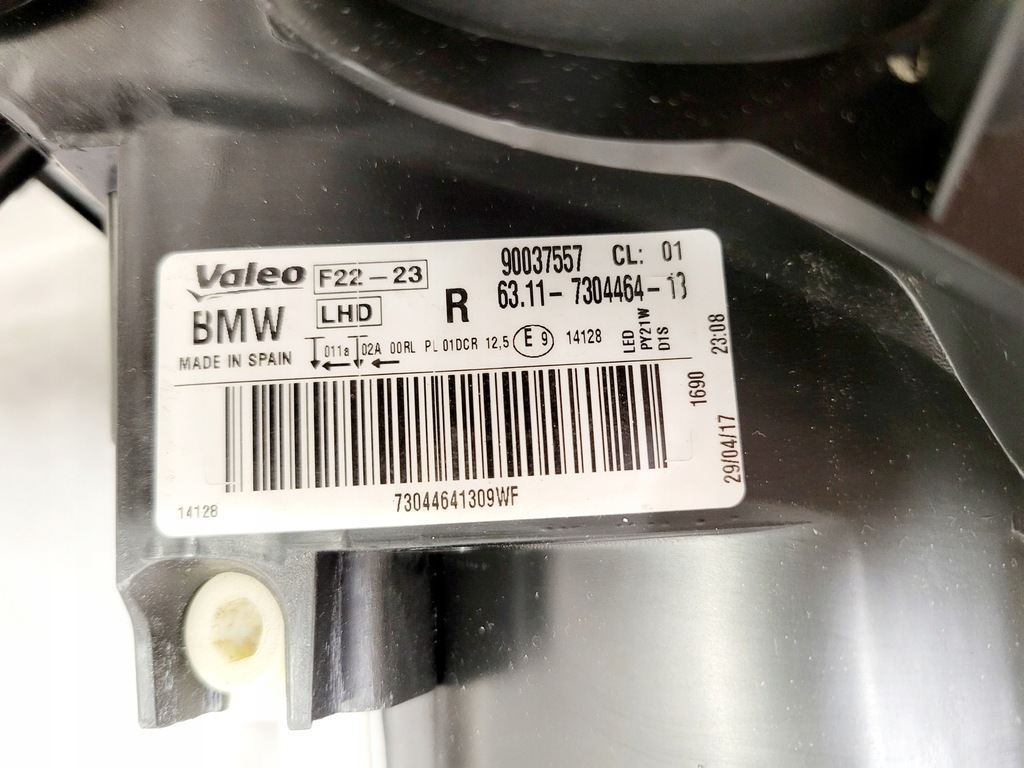 Valeo F22-23 90037557 CL: 01
BMW LHD R 63.11-7304464-13
MADE IN SPAIN 011a 02A 00RL PL 01DCR 12,5 E 9 14128
LED
PY21W
D1S
23:08
1690
29/04/17
73044641309WF
14128